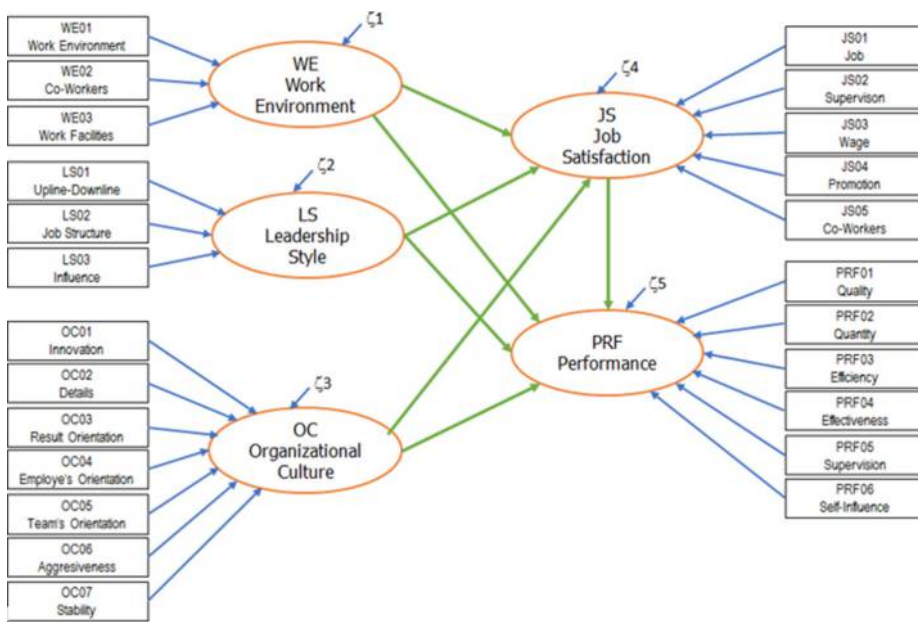 WE01
Work Environment
WE02
Co-Workers
WE03
Work Facilities
LS01
Upline-Downline
LS02
Job Structure
LS03
Influence
OC01
Innovation
OC02
Details
OC03
Result Orientation
OC04
Employe's Orientation
OC05
Team's Orientation
OC06
Aggresiveness
OC07
Stability
ζ1
WE
Work
Environment
ζ2
LS
Leadership
Style
ζ3
OC
Organizational
Culture
ζ4
JS
Job
Satisfaction
ζ5
PRF
Performance
JS01
Job
JS02
Supervison
JS03
Wage
JS04
Promotion
JS05
Co-Workers
PRF01
Quality
PRF02
Quantity
PRF03
Efficiency
PRF04
Effectiveness
PRF05
Supervision
PRF06
Self-Influence